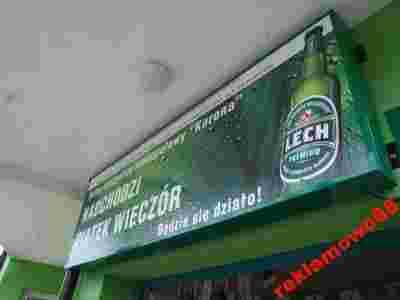 "Korona"
NADCHODZI
PIĄTEK WIECZÓR
Będzie się działo!
LECH
PREMIUM
reklamowo88